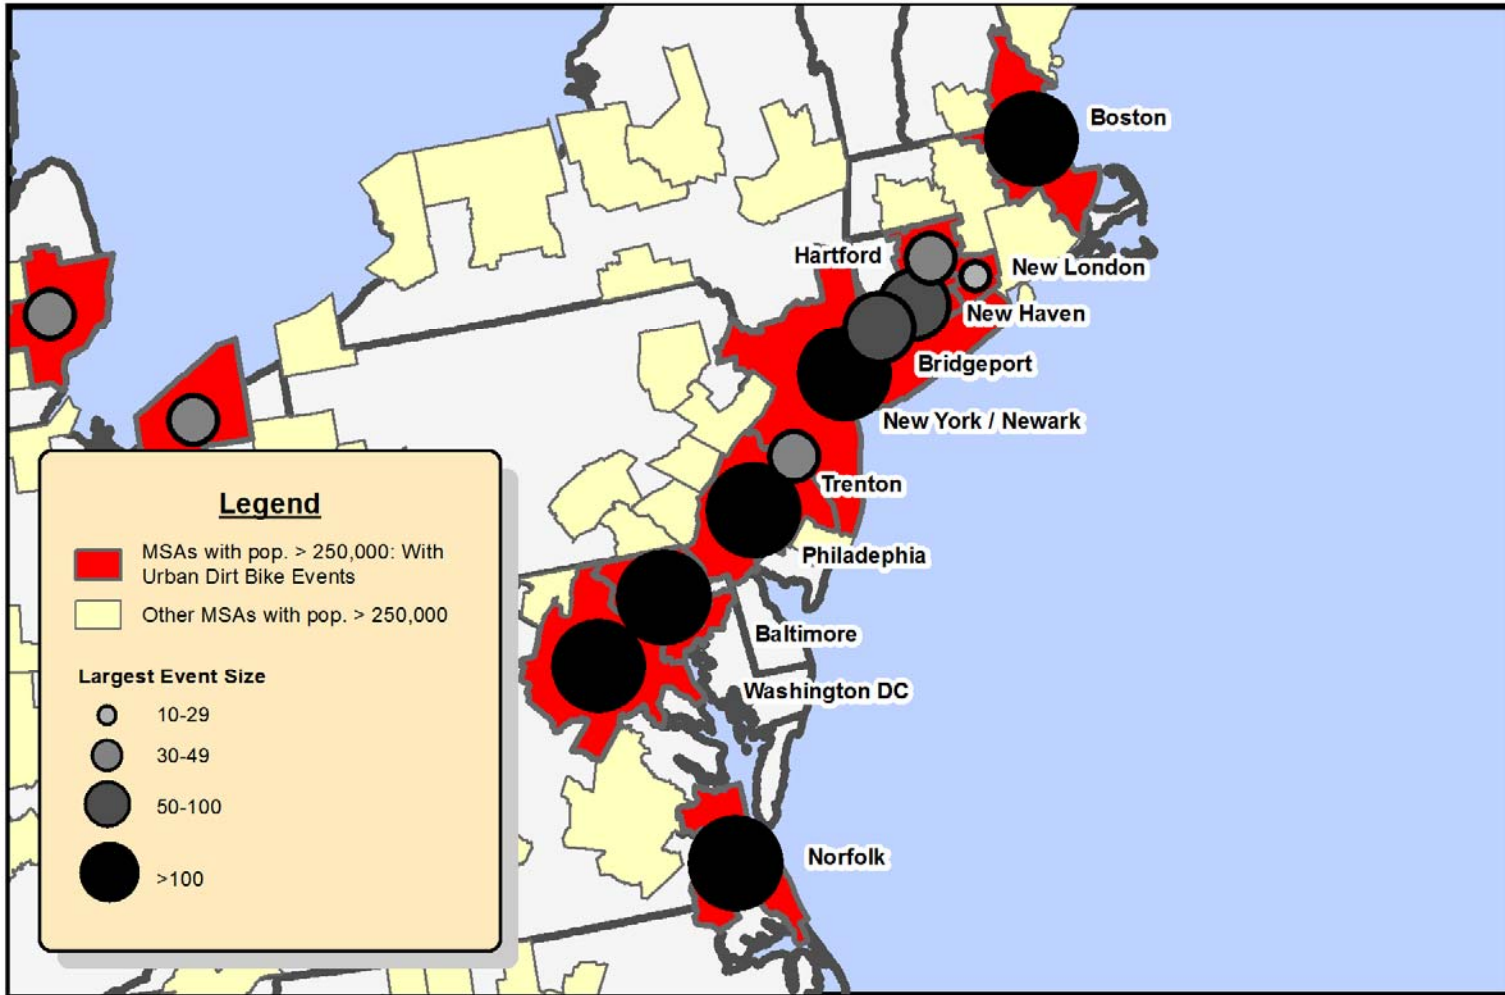 Boston
Hartford
New London
New Haven
Bridgeport
New York / Newark
Trenton
Philadephia
Baltimore
Washington DC
Norfolk
Legend
MSAs with pop. > 250,000: With
Urban Dirt Bike Events
Other MSAs with pop. > 250,000
Largest Event Size
10-29
30-49
50-100
>100